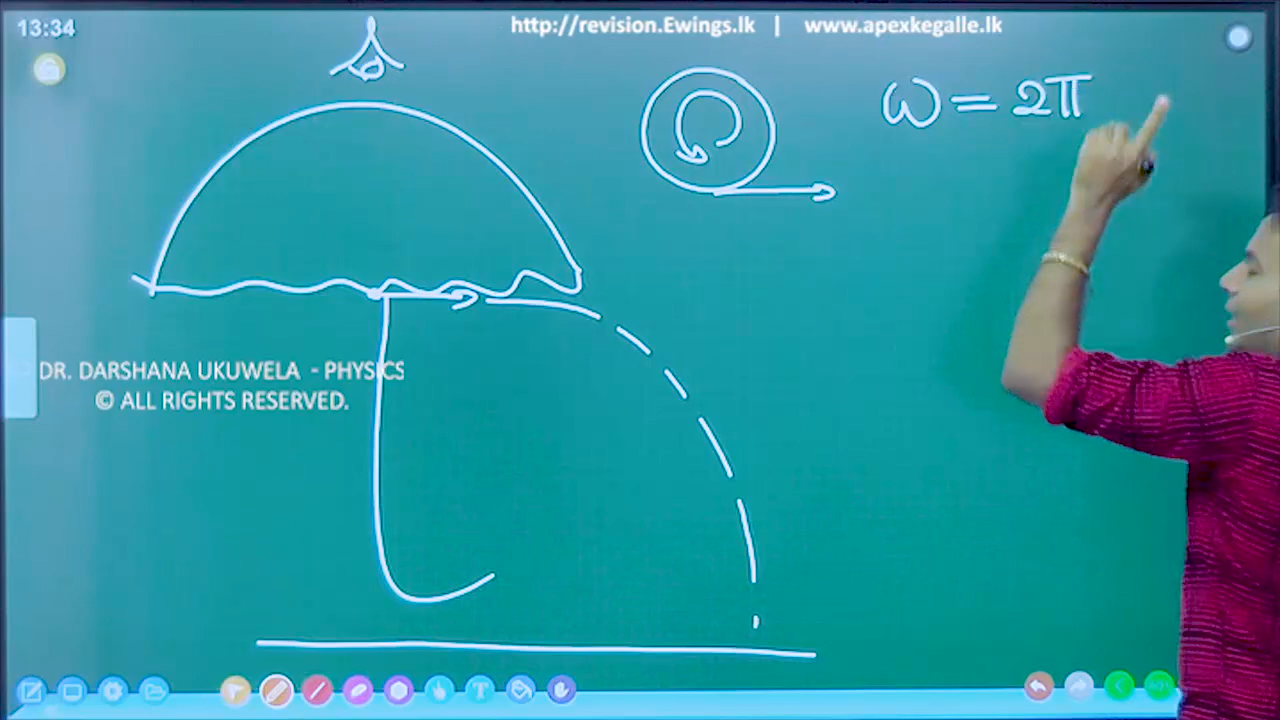 13:34
http://revision.Ewings.lk | www.apexkegalle.lk
ω = 2π
DR. DARSHANA UKUWELA - PHYSICS
© ALL RIGHTS RESERVED.